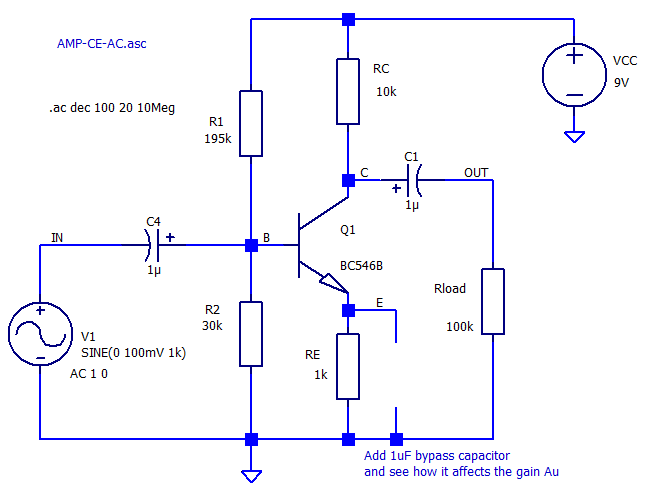 AMP-CE-AC.asc
VCC
9V
RC
10k
.ac dec 100 20 10Meg
R1
195k
C
C1
1µ
OUT
C4
1µ
IN
B
Q1
BC546B
E
R2
30k
Rload
100k
V1
SINE(0 100mV 1k)
AC 1 0
RE
1k
Add 1uF bypass capacitor
and see how it affects the gain Au